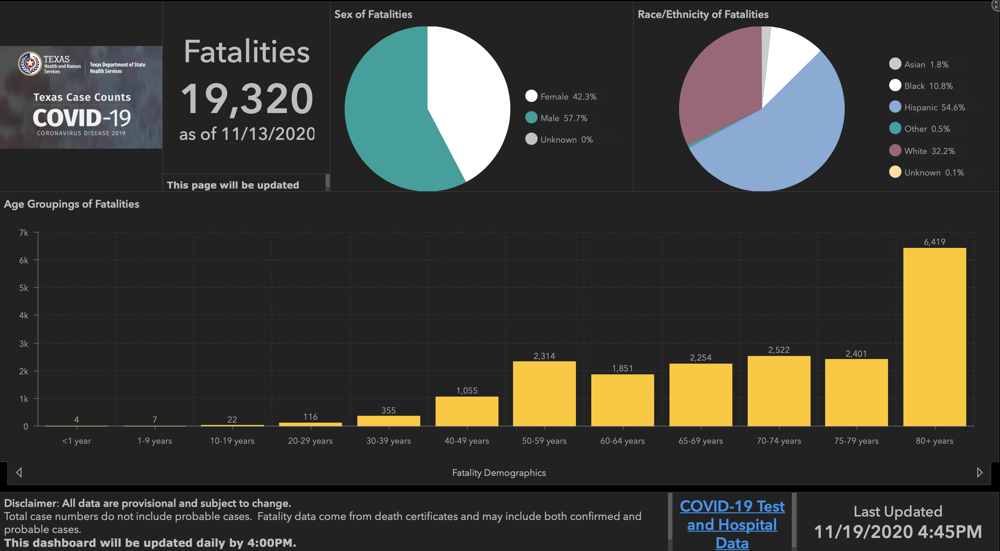 TEXAS
Health and Human
Services
Texas Department of State
Health Services
Texas Case Counts
COVID-19
CORONAVIRUS DISEASE 2019
Fatalities
19,320
as of 11/13/2020
This page will be updated
Sex of Fatalities
Female 42.3%
Male 57.7%
Unknown 0%
Race/Ethnicity of Fatalities
Asian 1.8%
Black 10.8%
Hispanic 54.6%
Other 0.5%
White 32.2%
Unknown 0.1%
Age Groupings of Fatalities
7k
6k
5k
4k
3k
2k
1k
0
4
7
22
116
355
1,055
2,314
1,851
2,254
2,522
2,401
6,419
<1 year
1-9 years
10-19 years
20-29 years
30-39 years
40-49 years
50-59 years
60-64 years
65-69 years
70-74 years
75-79 years
80+ years
Fatality Demographics
Disclaimer: All data are provisional and subject to change.
Total case numbers do not include probable cases. Fatality data come from death certificates and may include both confirmed and
probable cases.
This dashboard will be updated daily by 4:00PM.
COVID-19 Test
and Hospital
Data
Last Updated
11/19/2020 4:45PM